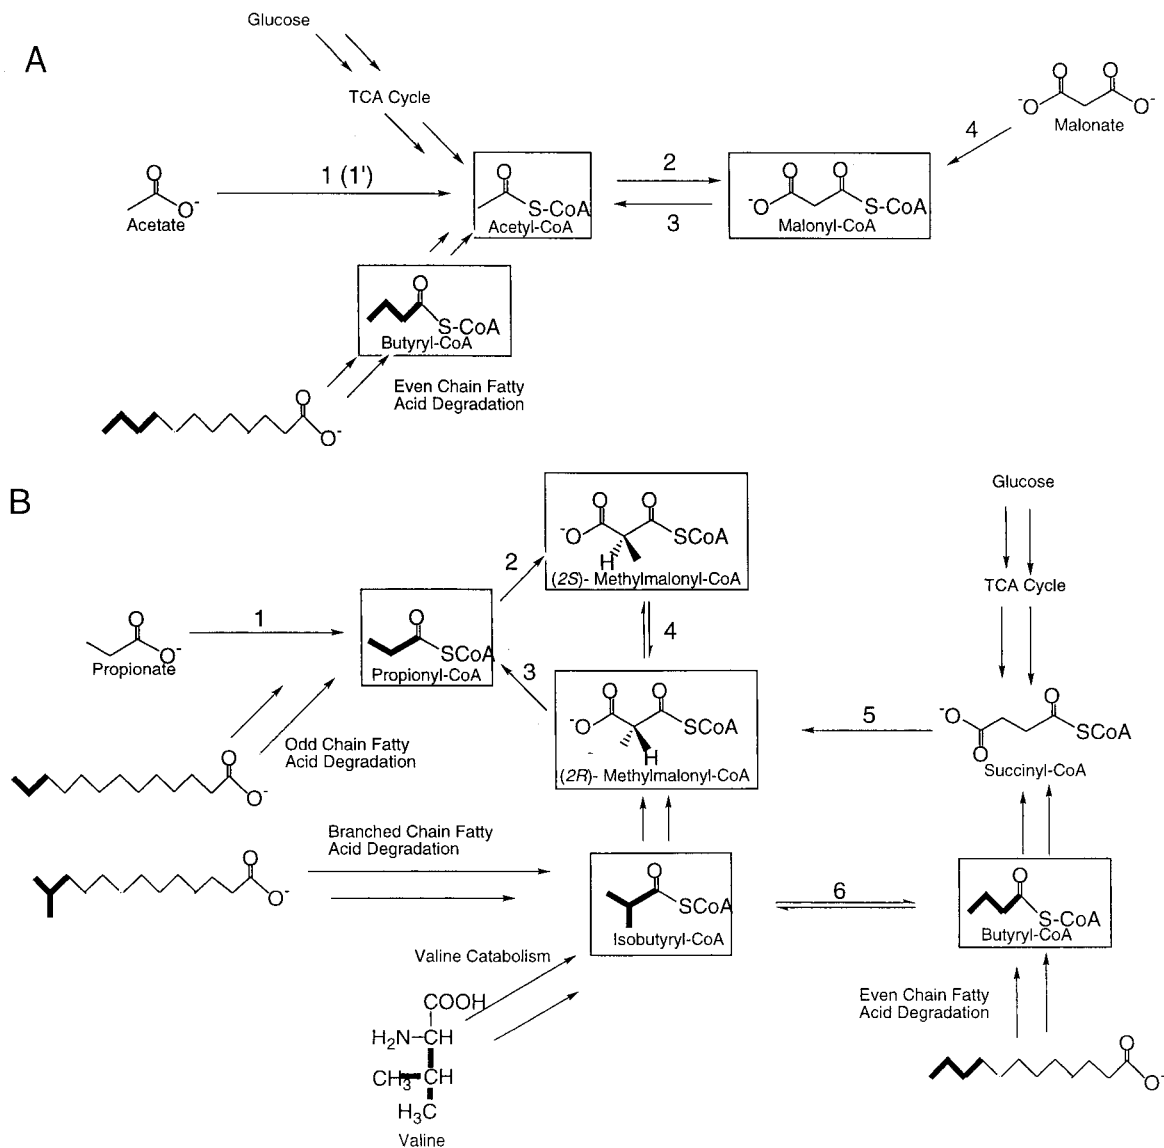 A
Glucose
TCA Cycle
O
O⁻
Acetate
1 (1')
O
S-CoA
Acetyl-CoA
2
3
O O
⁻O
S-CoA
Malonyl-CoA
4
O O
⁻O O⁻
Malonate
O
S-CoA
Butyryl-CoA
Even Chain Fatty
Acid Degradation
O
O⁻
B
O O
⁻O
SCoA
H
(2S)- Methylmalonyl-CoA
2
4
3
O
O⁻
Propionate
1
O
SCoA
Propionyl-CoA
O O
⁻O
SCoA
H
(2R)- Methylmalonyl-CoA
Glucose
TCA Cycle
5
⁻O
O
O
SCoA
Succinyl-CoA
Odd Chain Fatty
Acid Degradation
O
O⁻
Branched Chain Fatty
Acid Degradation
O
O⁻
O
SCoA
Isobutyryl-CoA
6
O
S-CoA
Butyryl-CoA
Valine Catabolism
COOH
H₂N CH
CH₃ CH
H₃C
Valine
Even Chain Fatty
Acid Degradation
O
O⁻